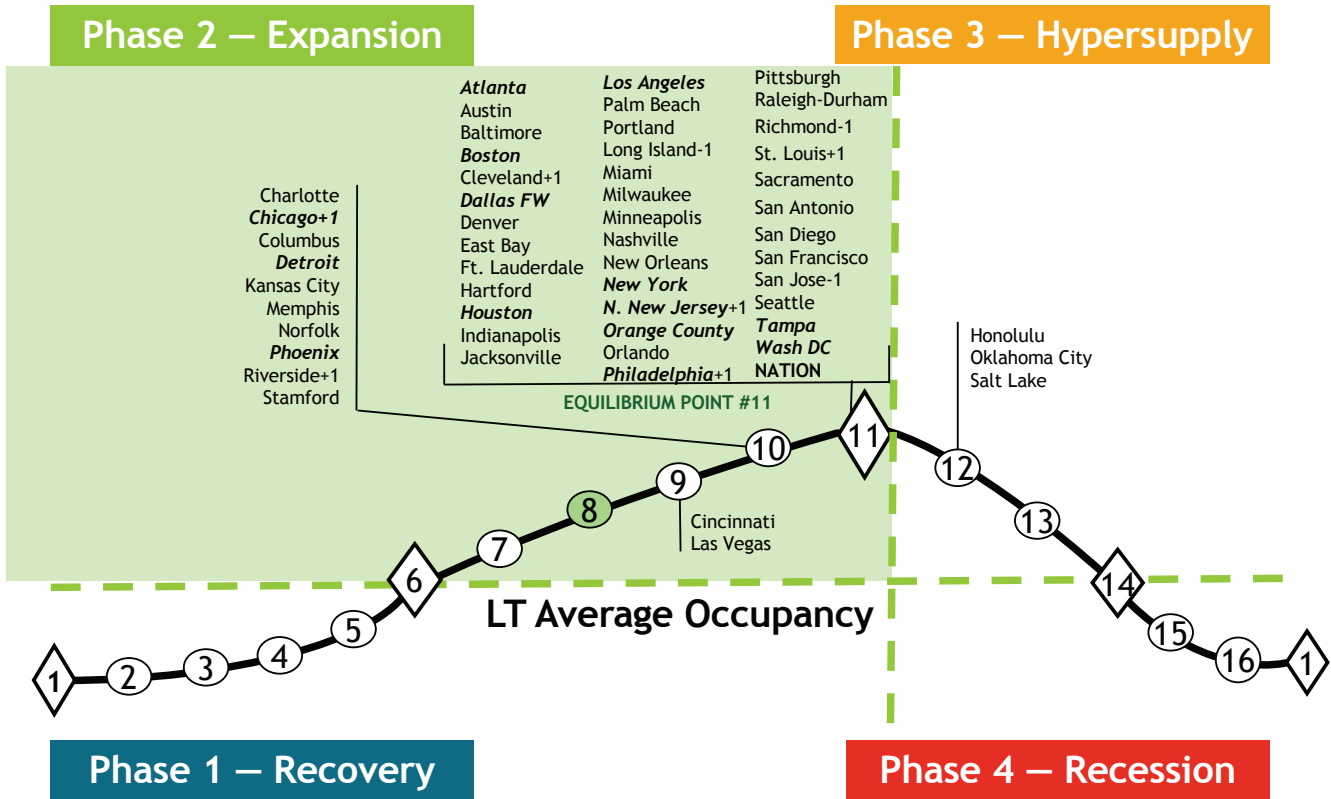 Phase 2 — Expansion
Phase 3 — Hypersupply
Atlanta
Austin
Baltimore
Boston
Cleveland+1
Dallas FW
Denver
East Bay
Ft. Lauderdale
Hartford
Houston
Indianapolis
Jacksonville
Los Angeles
Palm Beach
Portland
Long Island-1
Miami
Milwaukee
Minneapolis
Nashville
New Orleans
New York
N. New Jersey+1
Orange County
Orlando
Philadelphia+1
Pittsburgh
Raleigh-Durham
Richmond-1
St. Louis+1
Sacramento
San Antonio
San Diego
San Francisco
San Jose-1
Seattle
Tampa
Wash DC
NATION
Charlotte
Chicago+1
Columbus
Detroit
Kansas City
Memphis
Norfolk
Phoenix
Riverside+1
Stamford
Honolulu
Oklahoma City
Salt Lake
EQUILIBRIUM POINT #11
Cincinnati
Las Vegas
1
2
3
4
5
6
7
8
9
10
11
12
13
14
15
16
1
LT Average Occupancy
Phase 1 — Recovery
Phase 4 — Recession